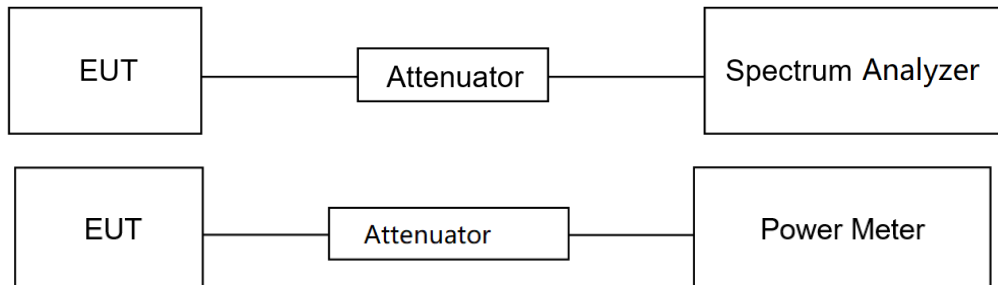 EUT
Attenuator
Spectrum Analyzer
EUT
Attenuator
Power Meter